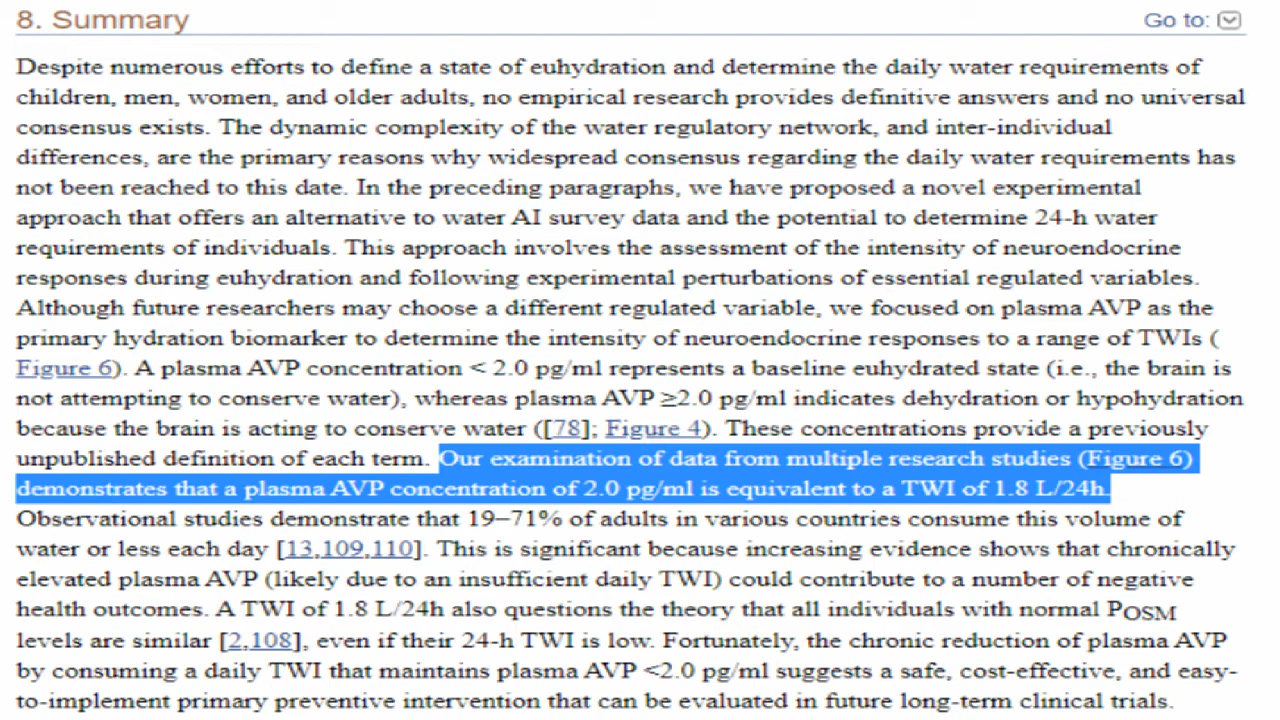 8. Summary
Go to:
Despite numerous efforts to define a state of euhydration and determine the daily water requirements of
children, men, women, and older adults, no empirical research provides definitive answers and no universal
consensus exists. The dynamic complexity of the water regulatory network, and inter-individual
differences, are the primary reasons why widespread consensus regarding the daily water requirements has
not been reached to this date. In the preceding paragraphs, we have proposed a novel experimental
approach that offers an alternative to water AI survey data and the potential to determine 24-h water
requirements of individuals. This approach involves the assessment of the intensity of neuroendocrine
responses during euhydration and following experimental perturbations of essential regulated variables.
Although future researchers may choose a different regulated variable, we focused on plasma AVP as the
primary hydration biomarker to determine the intensity of neuroendocrine responses to a range of TWIs (
Figure 6). A plasma AVP concentration < 2.0 pg/ml represents a baseline euhydrated state (i.e., the brain is
not attempting to conserve water), whereas plasma AVP ≥2.0 pg/ml indicates dehydration or hypohydration
because the brain is acting to conserve water ([78]; Figure 4). These concentrations provide a previously
unpublished definition of each term. Our examination of data from multiple research studies (Figure 6)
demonstrates that a plasma AVP concentration of 2.0 pg/ml is equivalent to a TWI of 1.8 L/24h.
Observational studies demonstrate that 19–71% of adults in various countries consume this volume of
water or less each day [13,109,110]. This is significant because increasing evidence shows that chronically
elevated plasma AVP (likely due to an insufficient daily TWI) could contribute to a number of negative
health outcomes. A TWI of 1.8 L/24h also questions the theory that all individuals with normal POSM
levels are similar [2,108], even if their 24-h TWI is low. Fortunately, the chronic reduction of plasma AVP
by consuming a daily TWI that maintains plasma AVP <2.0 pg/ml suggests a safe, cost-effective, and easy-
to-implement primary preventive intervention that can be evaluated in future long-term clinical trials.